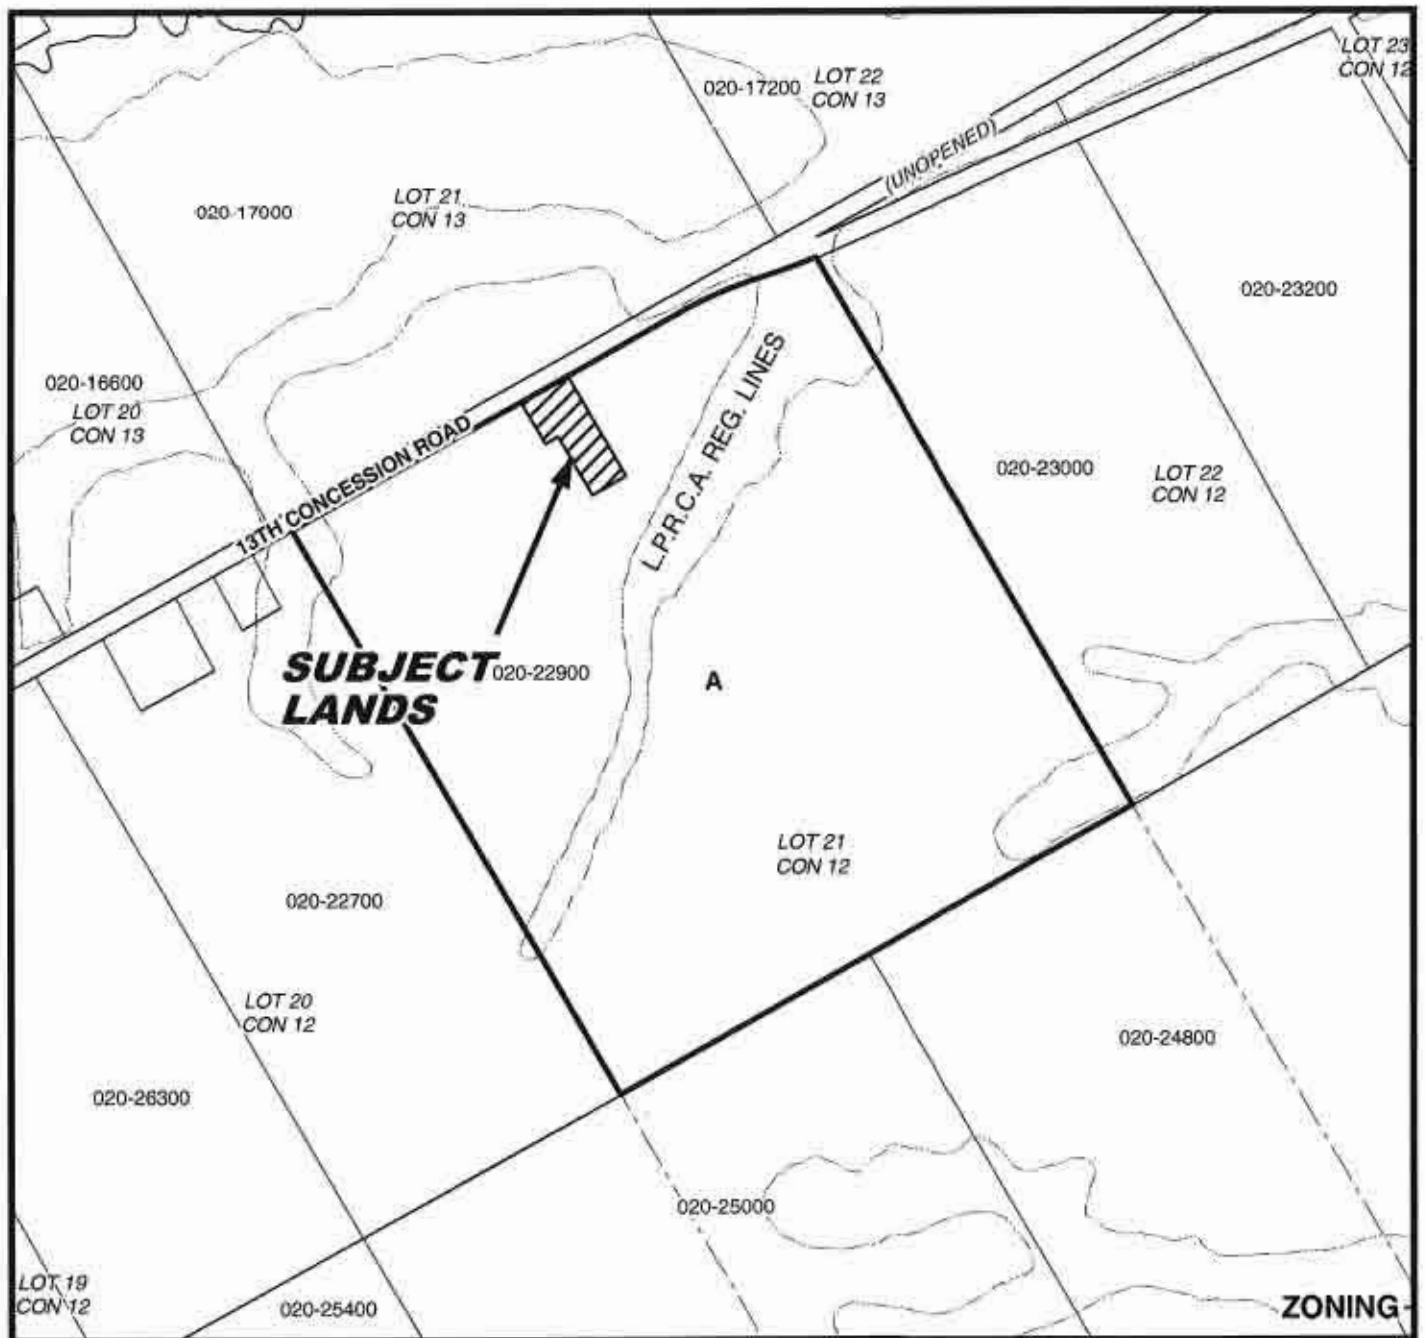 LOT 23
CON 12
LOT 22
CON 13
020-17200
(UNOPENED)
LOT 21
CON 13
020-17000
020-23200
020-16600
LOT 20
CON 13
L.P.R.C.A. REG. LINES
13TH CONCESSION ROAD
020-23000
LOT 22
CON 12
SUBJECT
LANDS
020-22900
A
LOT 21
CON 12
020-22700
LOT 20
CON 12
020-24800
020-26300
020-25000
LOT 19
CON 12
020-25400
ZONING